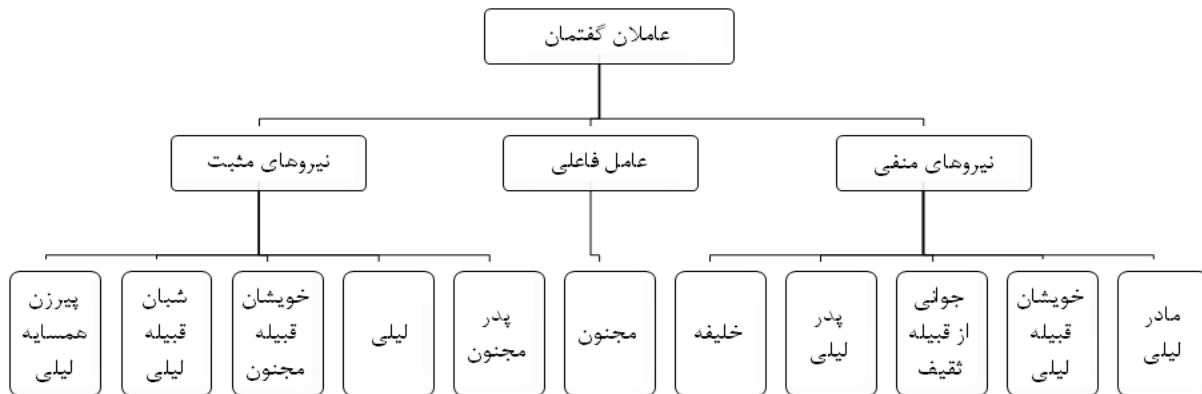 عاملان گفتمان
نیروهای منفی
عامل فاعلی
نیروهای مثبت
مادر
لیلی
خویشان
قبیله
لیلی
جوانی
از قبیله
ثقیف
پدر
لیلی
خلیفه
مجنون
پدر
مجنون
لیلی
خویشان
قبیله
مجنون
شبان
قبیله
لیلی
پیرزن
همسایه
لیلی